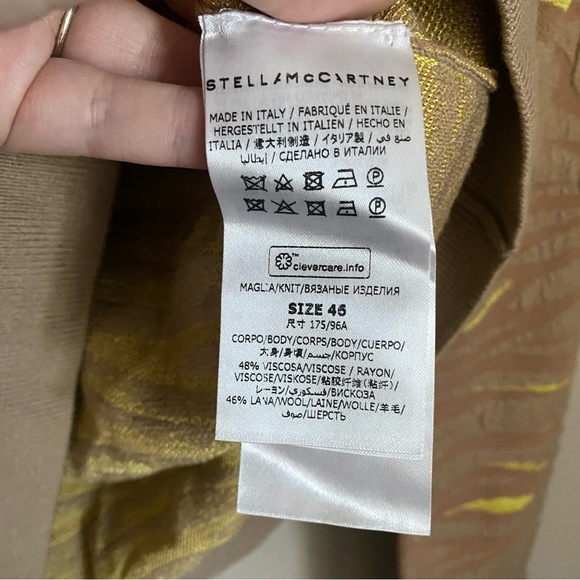 STELLA McCARTNEY
MADE IN ITALY / FABRIQUÉ EN ITALIE /
HERGESTELLT IN ITALIEN / HECHO EN
ITALIA / 意大利制造 / イタリア製 / صنع في
إيطاليا / СДЕЛАНО В ИТАЛИИ
P
P
clevercare.info
MAGLIA/KNIT/ВЯЗАНЫЕ ИЗДЕЛИЯ
SIZE 46
尺寸 175/96A
CORPO/BODY/CORPS/BODY/CUERPO/
大身/身頃/جسم/КОРПУС
48% VISCOSA/VISCOSE / RAYON/
VISCOSE/VISKOSE/粘胶纤维(粘纤)/
レーヨン/فسكوزي/ВИСКОЗА
46% LANA/WOOL/LAINE/WOLLE/羊毛/
صوف/ШЕРСТЬ